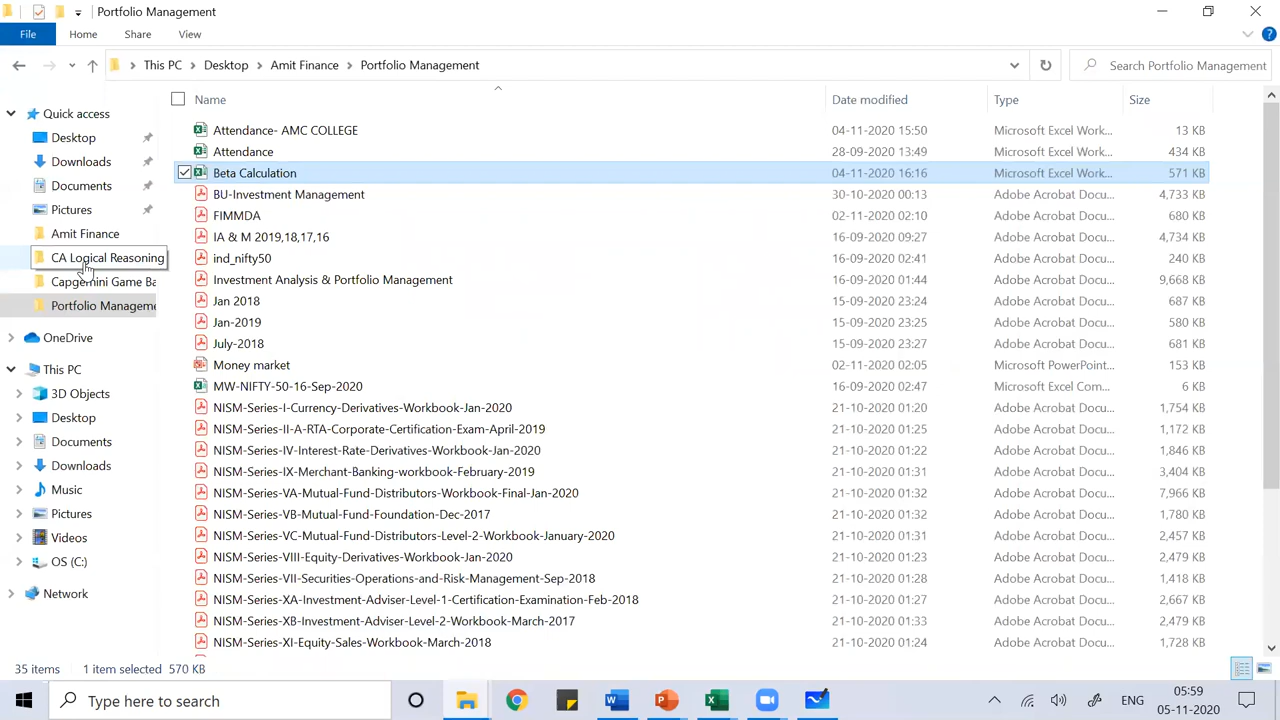 Portfolio Management
File Home Share View
This PC Desktop Amit Finance Portfolio Management
Search Portfolio Management
Name Date modified Type Size
Quick access
Desktop
Downloads
Documents
Pictures
Amit Finance
CA Logical Reasoning
Capgemini Game Ba
Portfolio Manageme
OneDrive
This PC
3D Objects
Desktop
Documents
Downloads
Music
Pictures
Videos
OS (C:)
Network
Attendance- AMC COLLEGE 04-11-2020 15:50 Microsoft Excel Work... 13 KB
Attendance 28-09-2020 13:49 Microsoft Excel Work... 434 KB
Beta Calculation 04-11-2020 16:16 Microsoft Excel Work... 571 KB
BU-Investment Management 30-10-2020 00:13 Adobe Acrobat Docu... 4,733 KB
FIMMDA 02-11-2020 02:10 Adobe Acrobat Docu... 680 KB
IA & M 2019,18,17,16 16-09-2020 09:27 Adobe Acrobat Docu... 4,734 KB
ind_nifty50 16-09-2020 02:41 Adobe Acrobat Docu... 240 KB
Investment Analysis & Portfolio Management 16-09-2020 01:44 Adobe Acrobat Docu... 9,668 KB
Jan 2018 15-09-2020 23:24 Adobe Acrobat Docu... 687 KB
Jan-2019 15-09-2020 23:25 Adobe Acrobat Docu... 580 KB
July-2018 15-09-2020 23:27 Adobe Acrobat Docu... 681 KB
Money market 02-11-2020 02:05 Microsoft PowerPoint... 153 KB
MW-NIFTY-50-16-Sep-2020 16-09-2020 02:47 Microsoft Excel Com... 6 KB
NISM-Series-I-Currency-Derivatives-Workbook-Jan-2020 21-10-2020 01:20 Adobe Acrobat Docu... 1,754 KB
NISM-Series-II-A-RTA-Corporate-Certification-Exam-April-2019 21-10-2020 01:25 Adobe Acrobat Docu... 1,172 KB
NISM-Series-IV-Interest-Rate-Derivatives-Workbook-Jan-2020 21-10-2020 01:22 Adobe Acrobat Docu... 1,846 KB
NISM-Series-IX-Merchant-Banking-workbook-February-2019 21-10-2020 01:31 Adobe Acrobat Docu... 3,404 KB
NISM-Series-VA-Mutual-Fund-Distributors-Workbook-Final-Jan-2020 21-10-2020 01:32 Adobe Acrobat Docu... 7,966 KB
NISM-Series-VB-Mutual-Fund-Foundation-Dec-2017 21-10-2020 01:32 Adobe Acrobat Docu... 1,780 KB
NISM-Series-VC-Mutual-Fund-Distributors-Level-2-Workbook-January-2020 21-10-2020 01:31 Adobe Acrobat Docu... 2,457 KB
NISM-Series-VIII-Equity-Derivatives-Workbook-Jan-2020 21-10-2020 01:23 Adobe Acrobat Docu... 2,479 KB
NISM-Series-VII-Securities-Operations-and-Risk-Management-Sep-2018 21-10-2020 01:28 Adobe Acrobat Docu... 1,418 KB
NISM-Series-XA-Investment-Adviser-Level-1-Certification-Examination-Feb-2018 21-10-2020 01:27 Adobe Acrobat Docu... 2,667 KB
NISM-Series-XB-Investment-Adviser-Level-2-Workbook-March-2017 21-10-2020 01:33 Adobe Acrobat Docu... 2,479 KB
NISM-Series-XI-Equity-Sales-Workbook-March-2018 21-10-2020 01:24 Adobe Acrobat Docu... 1,728 KB
35 items 1 item selected 570 KB
Type here to search
ENG
05:59
05-11-2020